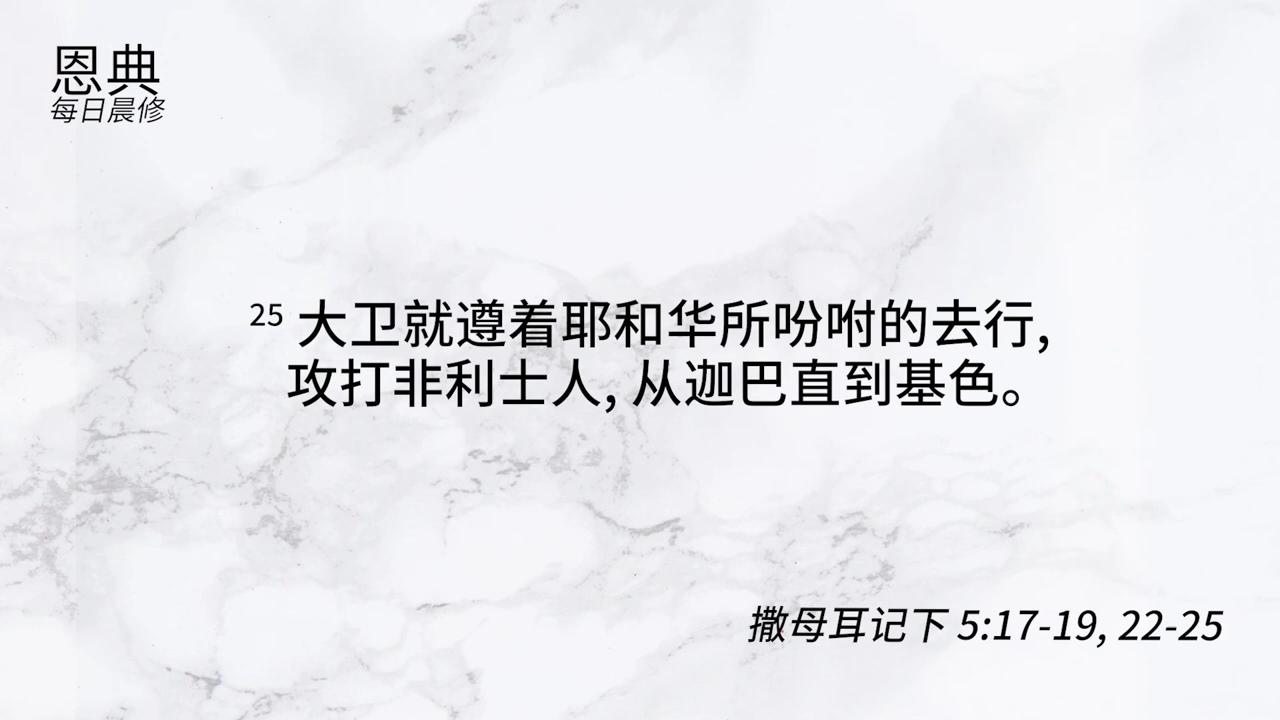 恩典
每日晨修
25 大卫就遵着耶和华所吩咐的去行,
攻打非利士人, 从迦巴直到基色。
撒母耳记下 5:17-19, 22-25